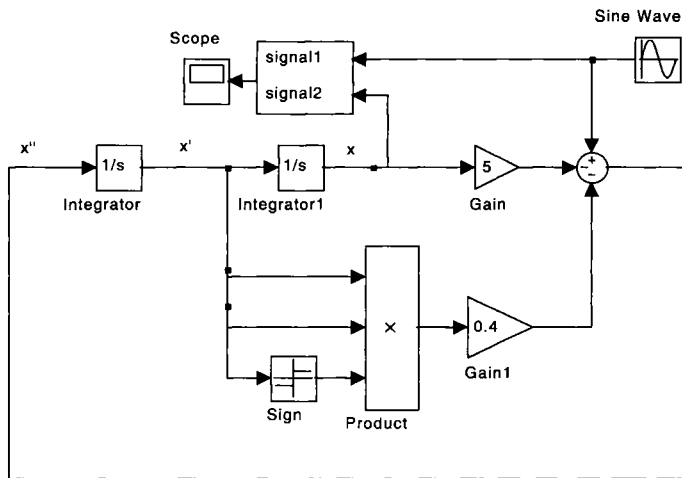 Sine Wave
Scope
signal1
signal2
x"
x'
x
1/s
1/s
5
+
−
−
Integrator
Integrator1
Gain
×
0.4
Gain1
Sign
Product